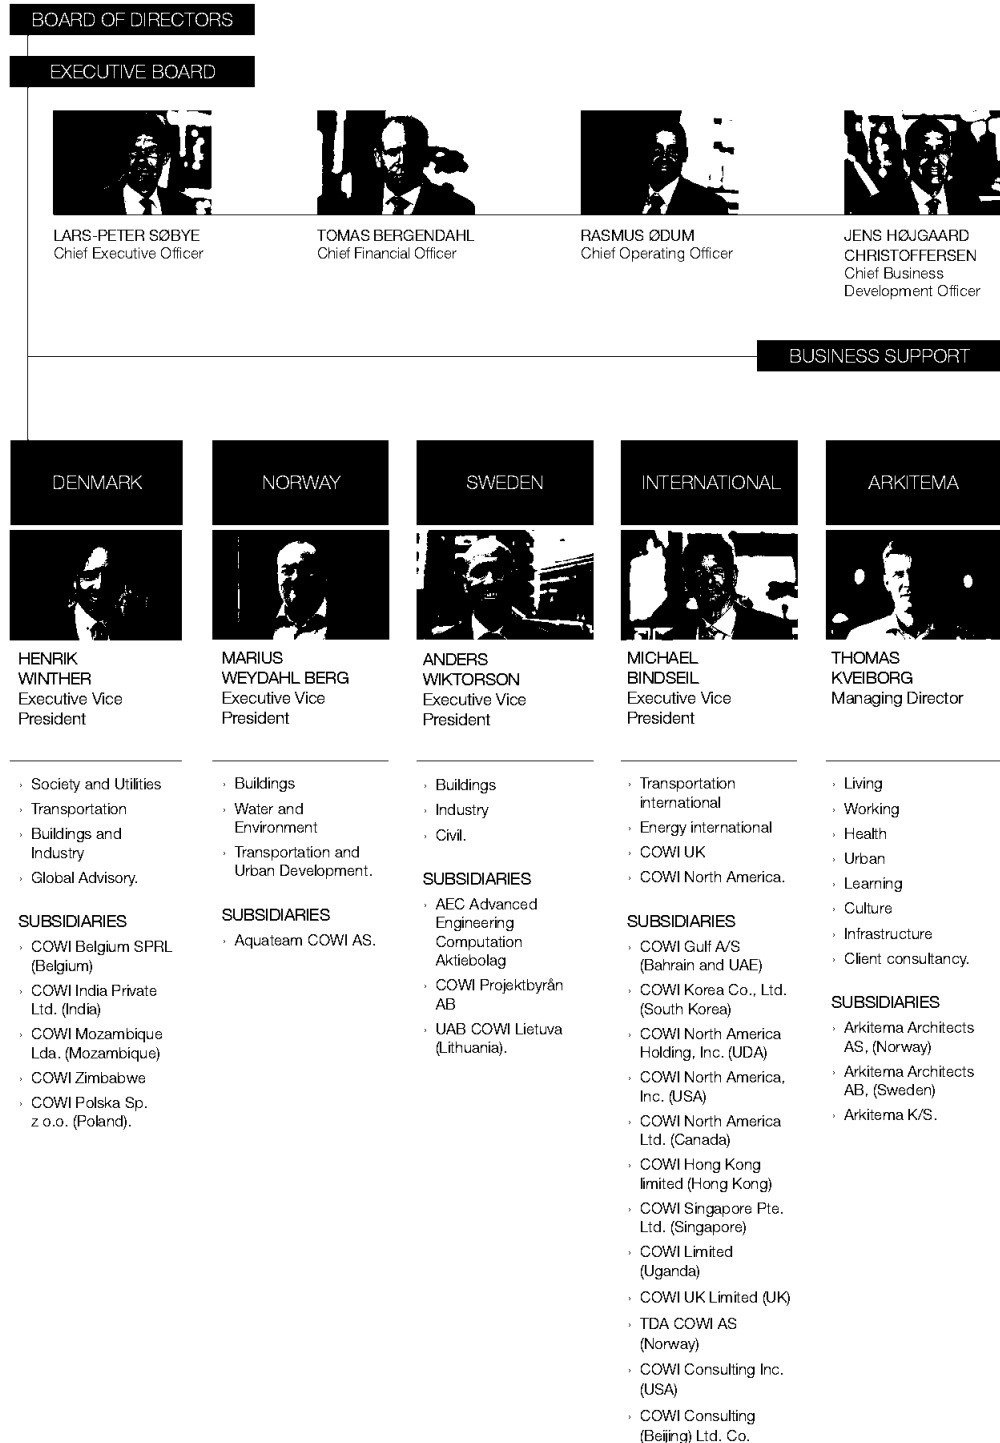 BOARD OF DIRECTORS
EXECUTIVE BOARD
LARS-PETER SØBYE
Chief Executive Officer
TOMAS BERGENDAHL
Chief Financial Officer
RASMUS ØDUM
Chief Operating Officer
JENS HØJGAARD
CHRISTOFFERSEN
Chief Business
Development Officer
BUSINESS SUPPORT
DENMARK
HENRIK
WINTHER
Executive Vice
President
› Society and Utilities
› Transportation
› Buildings and
Industry
› Global Advisory.
SUBSIDIARIES
› COWI Belgium SPRL
(Belgium)
› COWI India Private
Ltd. (India)
› COWI Mozambique
Lda. (Mozambique)
› COWI Zimbabwe
› COWI Polska Sp.
z o.o. (Poland).
NORWAY
MARIUS
WEYDAHL BERG
Executive Vice
President
› Buildings
› Water and
Environment
› Transportation and
Urban Development.
SUBSIDIARIES
› Aquateam COWI AS.
SWEDEN
ANDERS
WIKTORSON
Executive Vice
President
› Buildings
› Industry
› Civil.
SUBSIDIARIES
› AEC Advanced
Engineering
Computation
Aktiebolag
› COWI Projektbyrån
AB
› UAB COWI Lietuva
(Lithuania).
INTERNATIONAL
MICHAEL
BINDSEIL
Executive Vice
President
› Transportation
international
› Energy international
› COWI UK
› COWI North America.
SUBSIDIARIES
› COWI Gulf A/S
(Bahrain and UAE)
› COWI Korea Co., Ltd.
(South Korea)
› COWI North America
Holding, Inc. (UDA)
› COWI North America,
Inc. (USA)
› COWI North America
Ltd. (Canada)
› COWI Hong Kong
limited (Hong Kong)
› COWI Singapore Pte.
Ltd. (Singapore)
› COWI Limited
(Uganda)
› COWI UK Limited (UK)
› TDA COWI AS
(Norway)
› COWI Consulting Inc.
(USA)
› COWI Consulting
(Beijing) Ltd. Co.
ARKITEMA
THOMAS
KVEIBORG
Managing Director
› Living
› Working
› Health
› Urban
› Learning
› Culture
› Infrastructure
› Client consultancy.
SUBSIDIARIES
› Arkitema Architects
AS, (Norway)
› Arkitema Architects
AB, (Sweden)
› Arkitema K/S.